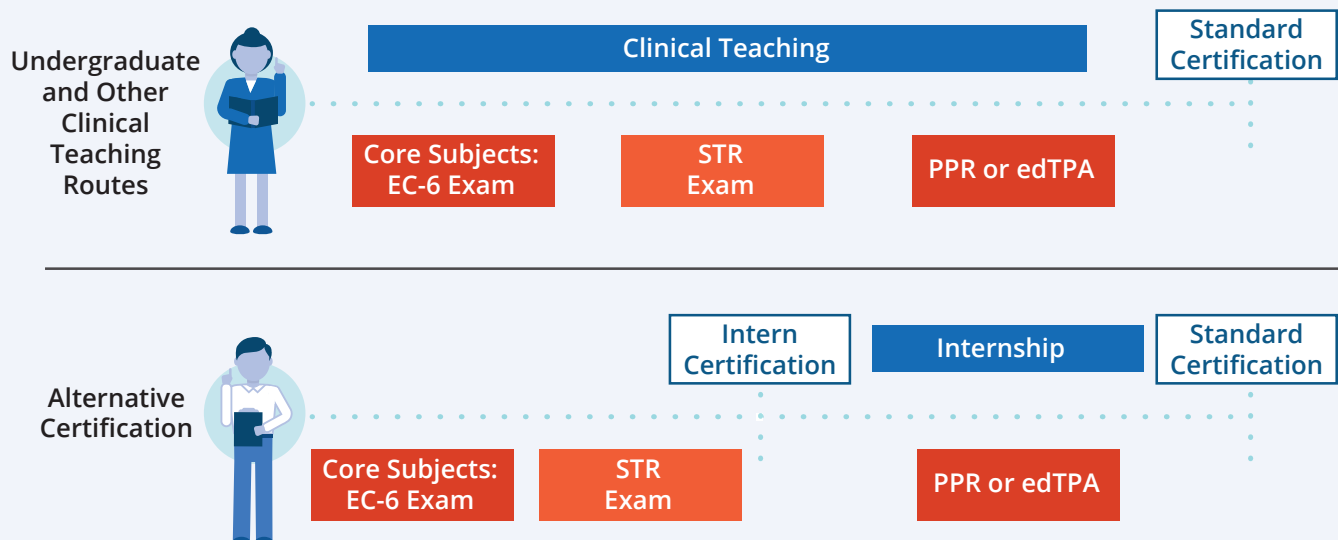 Undergraduate
and Other
Clinical
Teaching
Routes
Clinical Teaching
Standard
Certification
Core Subjects:
EC-6 Exam
STR
Exam
PPR or edTPA
Alternative
Certification
Intern
Certification
Internship
Standard
Certification
Core Subjects:
EC-6 Exam
STR
Exam
PPR or edTPA